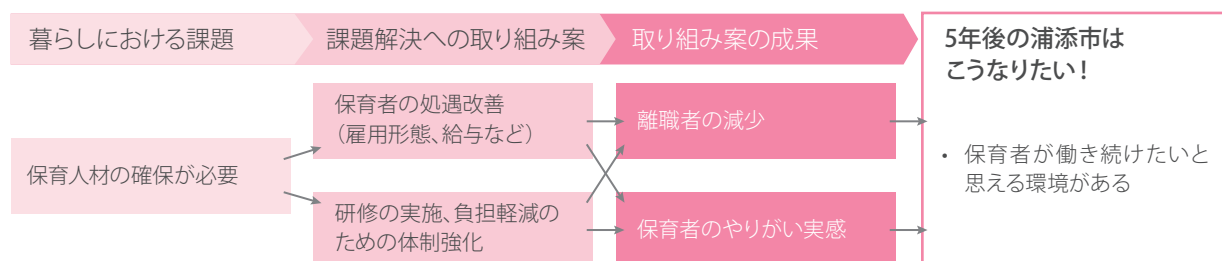 暮らしにおける課題
課題解決への取り組み案
取り組み案の成果
5年後の浦添市は
こうなりたい！
保育人材の確保が必要
保育者の処遇改善
（雇用形態、給与など）
研修の実施、負担軽減の
ための体制強化
離職者の減少
保育者のやりがい実感
• 保育者が働き続けたいと
思える環境がある